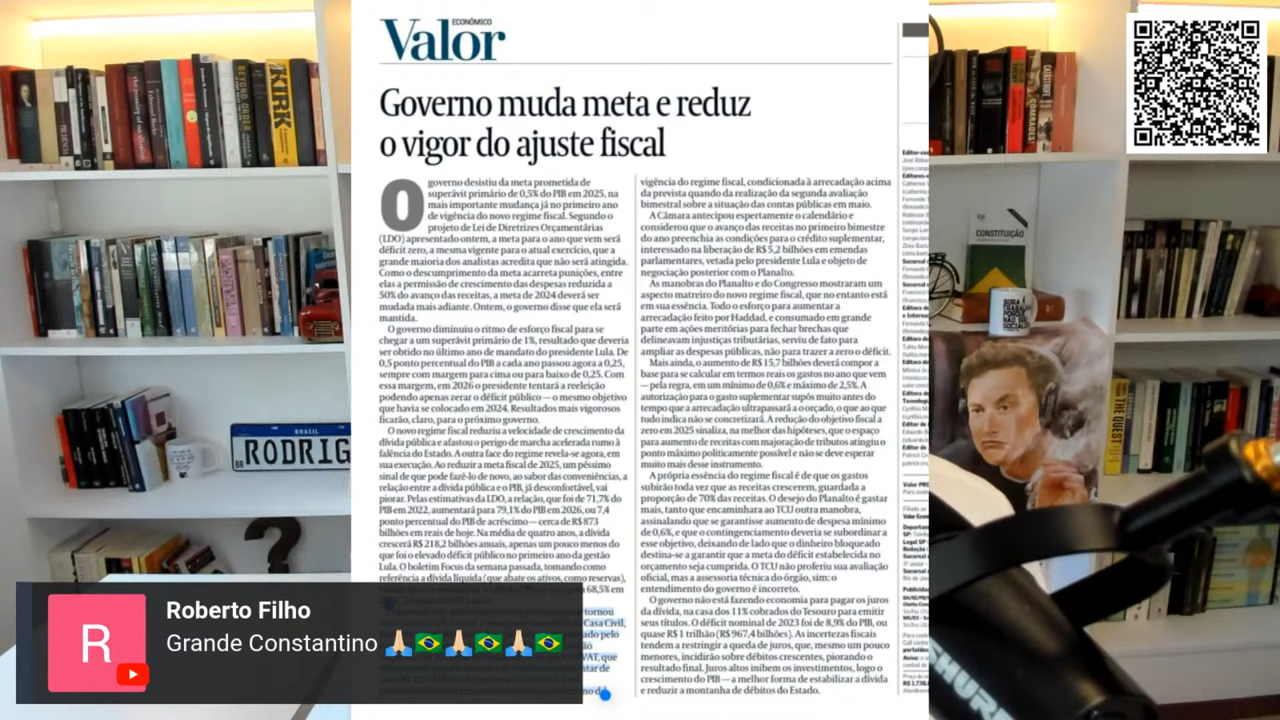 ECONÔMICO
Valor
Governo muda meta e reduz
o vigor do ajuste fiscal
O governo desistiu da meta prometida de
superávit primário de 0,5% do PIB em 2025, na
mais importante mudança já no primeiro ano
de vigência do novo regime fiscal. Segundo o
projeto de Lei de Diretrizes Orçamentárias
(LDO) apresentado ontem, a meta para o ano que vem será
déficit zero, a mesma vigente para o atual exercício, que a
grande maioria dos analistas acredita que não será atingida.
Como o descumprimento da meta acarreta punições, entre
elas a permissão de crescimento das despesas reduzida a
50% do avanço das receitas, a meta de 2024 deverá ser
mudada mais adiante. Ontem, o governo disse que ela será
mantida.
O governo diminuiu o ritmo de esforço fiscal para se
chegar a um superávit primário de 1%, resultado que deveria
ser obtido no último ano de mandato do presidente Lula. De
0,5 ponto percentual do PIB a cada ano passou agora a 0,25,
sempre com margem para cima ou para baixo de 0,25. Com
essa margem, em 2026 o presidente tentará a reeleição
podendo apenas zerar o déficit público — o mesmo objetivo
que havia se colocado em 2024. Resultados mais vigorosos
ficarão, claro, para o próximo governo.
O novo regime fiscal reduziu a velocidade de crescimento da
dívida pública e afastou o perigo de marcha acelerada rumo à
falência do Estado. A outra face do regime revela-se agora, em
sua execução. Ao reduzir a meta fiscal de 2025, um péssimo
sinal de que pode fazê-lo de novo, ao sabor das conveniências, a
relação entre a dívida pública e o PIB, já desconfortável, vai
piorar. Pelas estimativas da LDO, a relação, que foi de 71,7% do
PIB em 2022, aumentará para 79,1% do PIB em 2026, ou 7,4
ponto percentual do PIB de acréscimo — cerca de R$ 873
bilhões em reais de hoje. Na média de quatro anos, a dívida
crescerá R$ 218,2 bilhões anuais, apenas um pouco menos do
que foi o elevado déficit público no primeiro ano da gestão
Lula. O boletim Focus da semana passada, tomando como
referência a dívida líquida (que abate os ativos, como reservas),
68,5% em
tornou
Casa Civil,
ado pelo
VAT, que
tar de
vigência do regime fiscal, condicionada à arrecadação acima
da prevista quando da realização da segunda avaliação
bimestral sobre a situação das contas públicas em maio.
A Câmara antecipou espertamente o calendário e
considerou que o avanço das receitas no primeiro bimestre
do ano preenchia as condições para o crédito suplementar,
interessado na liberação de R$ 5,2 bilhões em emendas
parlamentares, vetada pelo presidente Lula e objeto de
negociação posterior com o Planalto.
As manobras do Planalto e do Congresso mostraram um
aspecto matreiro do novo regime fiscal, que no entanto está
em sua essência. Todo o esforço para aumentar a
arrecadação feito por Haddad, e consumado em grande
parte em ações meritórias para fechar brechas que
delineavam injustiças tributárias, serviu de fato para
ampliar as despesas públicas, não para trazer a zero o déficit.
Mais ainda, o aumento de R$ 15,7 bilhões deverá compor a
base para se calcular em termos reais os gastos no ano que vem
— pela regra, em um mínimo de 0,6% e máximo de 2,5%. A
autorização para o gasto suplementar supôs muito antes do
tempo que a arrecadação ultrapassará a o orçado, o que ao que
tudo indica não se concretizará. A redução do objetivo fiscal a
zero em 2025 sinaliza, na melhor das hipóteses, que o espaço
para aumento de receitas com majoração de tributos atingiu o
ponto máximo politicamente possível e não se deve esperar
muito mais desse instrumento.
A própria essência do regime fiscal é de que os gastos
subirão toda vez que as receitas crescerem, guardada a
proporção de 70% das receitas. O desejo do Planalto é gastar
mais, tanto que encaminhara ao TCU outra manobra,
assinalando que se garantisse aumento de despesa mínimo
de 0,6%, e que o contingenciamento deveria se subordinar a
esse objetivo, deixando de lado que o dinheiro bloqueado
destina-se a garantir que a meta do déficit estabelecida no
orçamento seja cumprida. O TCU não proferiu sua avaliação
oficial, mas a assessoria técnica do órgão, sim: o
entendimento do governo é incorreto.
O governo não está fazendo economia para pagar os juros
da dívida, na casa dos 11% cobrados do Tesouro para emitir
seus títulos. O déficit nominal de 2023 foi de 8,9% do PIB, ou
quase R$ 1 trilhão (R$ 967,4 bilhões). As incertezas fiscais
tendem a restringir a queda de juros, que, mesmo um pouco
menores, incidirão sobre débitos crescentes, piorando o
resultado final. Juros altos inibem os investimentos, logo o
crescimento do PIB — a melhor forma de estabilizar a dívida
e reduzir a montanha de débitos do Estado.
KIRK
BEYOND ORDER
BRASIL
BR
RODRIG
CONSTITUIÇÃO
COMRADES!
THE QUEST
SHURE
R
Roberto Filho
Grande Constantino 🙏🏻🇧🇷🙏🏻🇧🇷🙏🏻🇧🇷